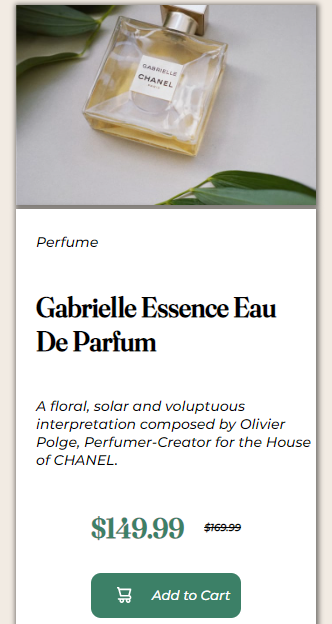 GABRIELLE
CHANEL
PARIS
Perfume
Gabrielle Essence Eau
De Parfum
A floral, solar and voluptuous
interpretation composed by Olivier
Polge, Perfumer-Creator for the House
of CHANEL.
$149.99 $169.99
Add to Cart